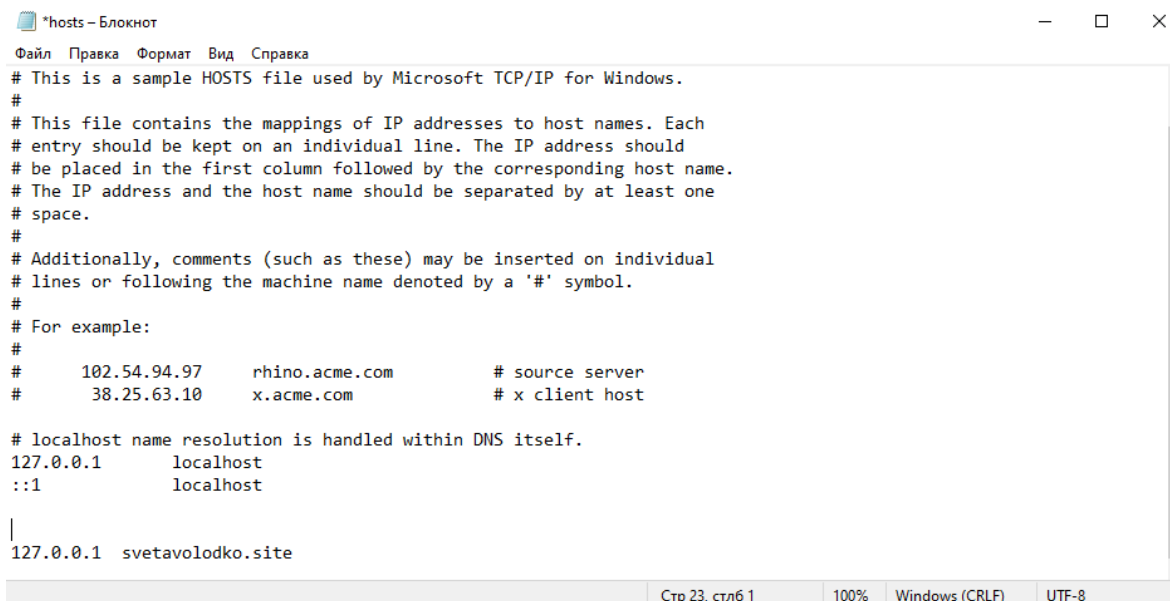 *hosts – Блокнот
Файл Правка Формат Вид Справка
# This is a sample HOSTS file used by Microsoft TCP/IP for Windows.
#
# This file contains the mappings of IP addresses to host names. Each
# entry should be kept on an individual line. The IP address should
# be placed in the first column followed by the corresponding host name.
# The IP address and the host name should be separated by at least one
# space.
#
# Additionally, comments (such as these) may be inserted on individual
# lines or following the machine name denoted by a '#' symbol.
#
# For example:
#
#      102.54.94.97     rhino.acme.com          # source server
#       38.25.63.10     x.acme.com              # x client host
# localhost name resolution is handled within DNS itself.
127.0.0.1       localhost
::1             localhost
127.0.0.1  svetavolodko.site
Стр 23, стлб 1 100% Windows (CRLF) UTF-8